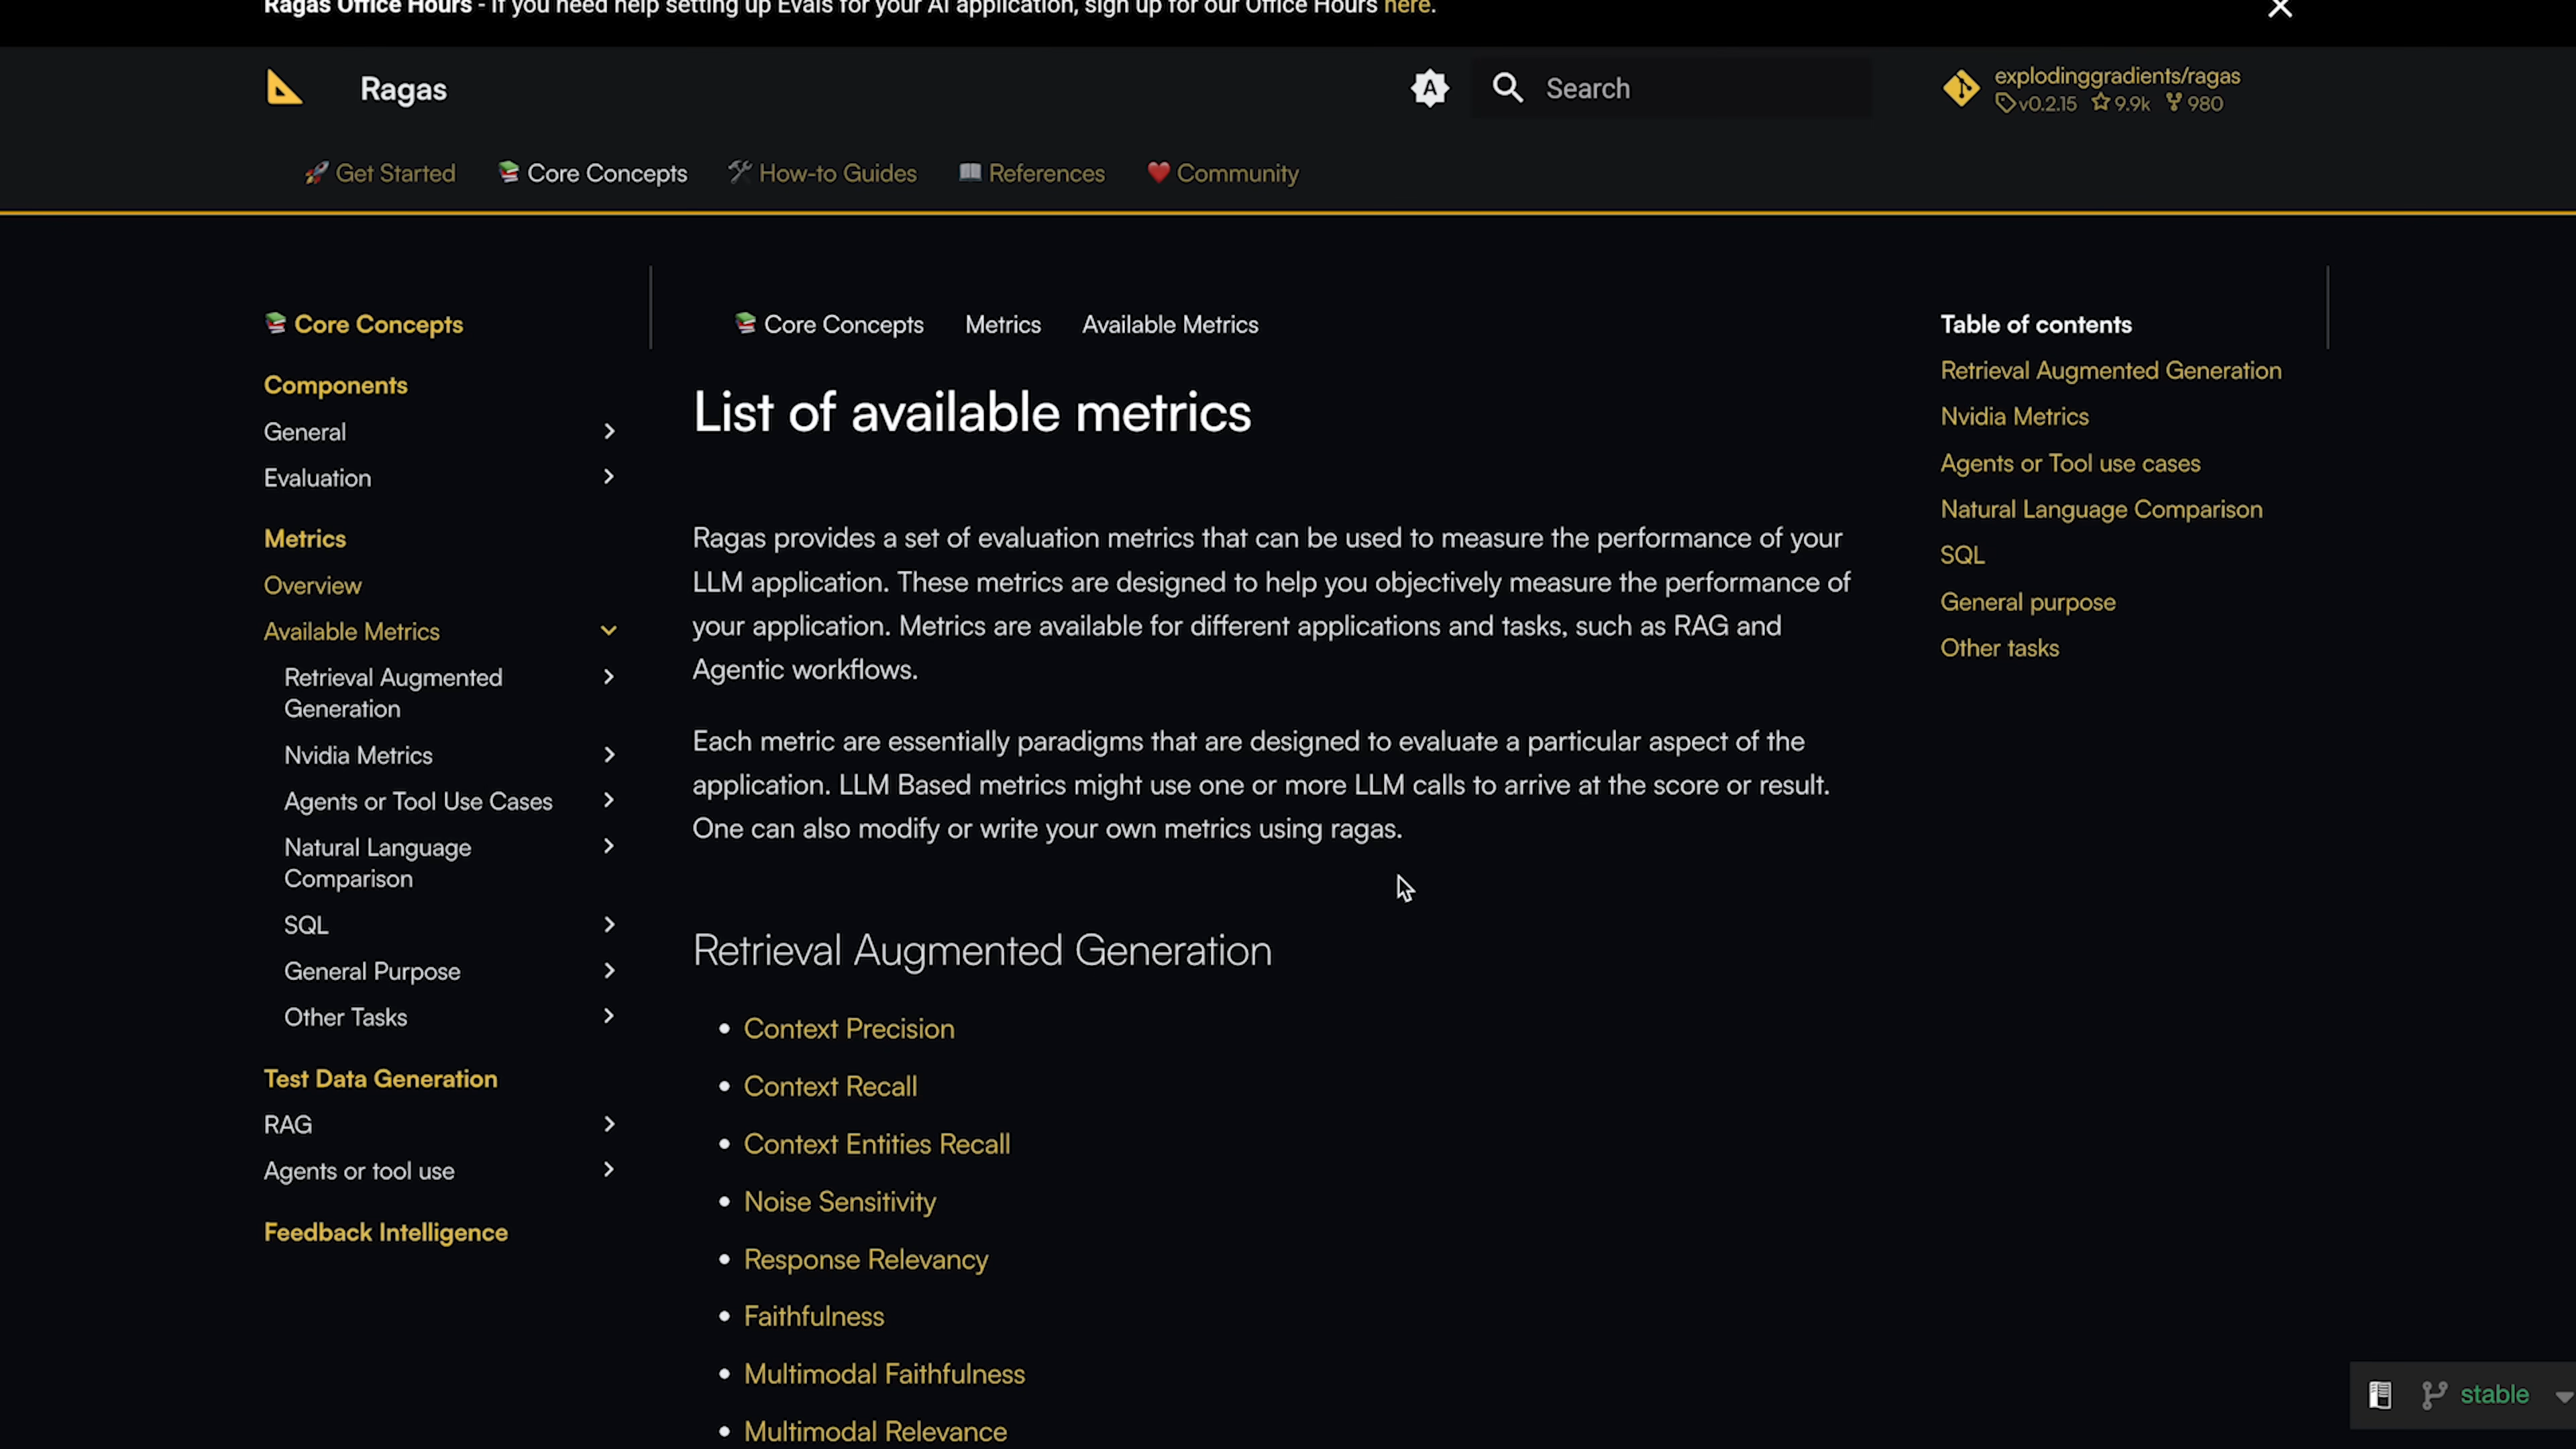 Ragas Office Hours - If you need help setting up Evals for your AI application, sign up for our Office Hours here.
Ragas
A
Search
explodinggradients/ragas
v0.2.15 9.9k 980
Get Started Core Concepts How-to Guides References Community
Core Concepts
Components
General
Evaluation
Metrics
Overview
Available Metrics
Retrieval Augmented
Generation
Nvidia Metrics
Agents or Tool Use Cases
Natural Language
Comparison
SQL
General Purpose
Other Tasks
Test Data Generation
RAG
Agents or tool use
Feedback Intelligence
Core Concepts Metrics Available Metrics
List of available metrics
Ragas provides a set of evaluation metrics that can be used to measure the performance of your
LLM application. These metrics are designed to help you objectively measure the performance of
your application. Metrics are available for different applications and tasks, such as RAG and
Agentic workflows.
Each metric are essentially paradigms that are designed to evaluate a particular aspect of the
application. LLM Based metrics might use one or more LLM calls to arrive at the score or result.
One can also modify or write your own metrics using ragas.
Retrieval Augmented Generation
Context Precision
Context Recall
Context Entities Recall
Noise Sensitivity
Response Relevancy
Faithfulness
Multimodal Faithfulness
Multimodal Relevance
Table of contents
Retrieval Augmented Generation
Nvidia Metrics
Agents or Tool use cases
Natural Language Comparison
SQL
General purpose
Other tasks
stable